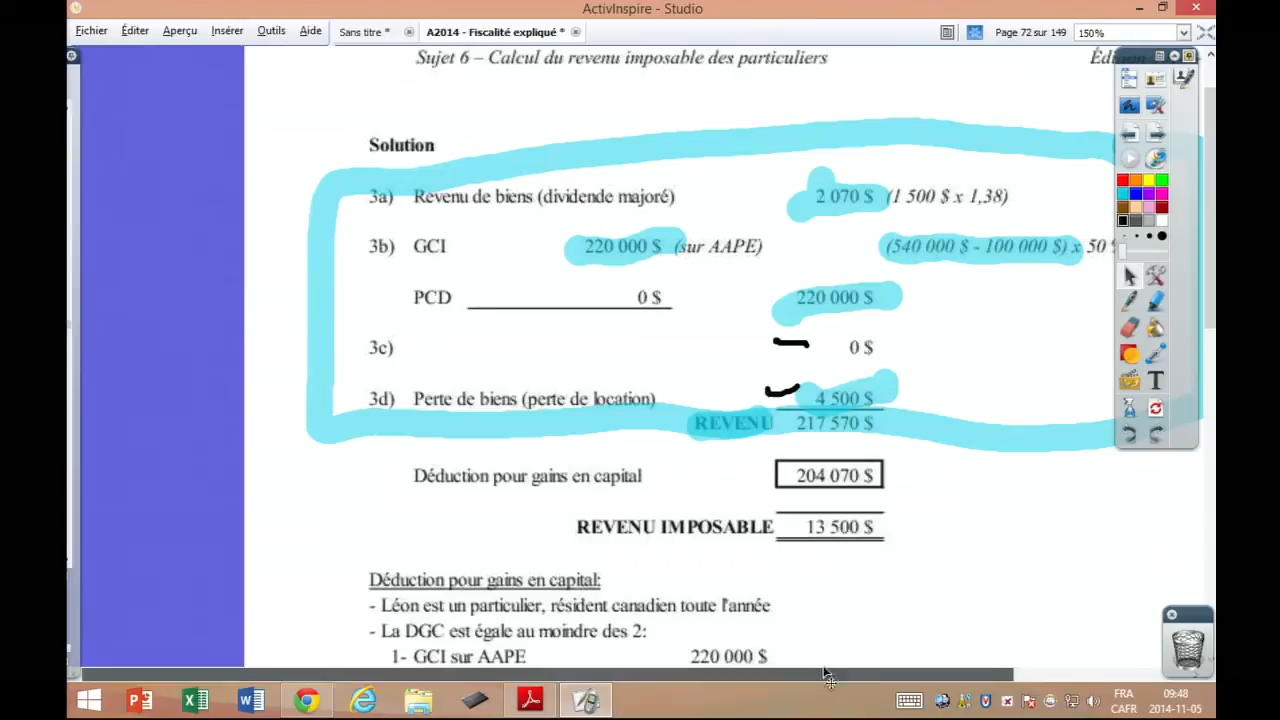 ActivInspire - Studio
Fichier Éditer Aperçu Insérer Outils Aide Sans titre * A2014 - Fiscalité expliqué * Page 72 sur 149 150%
Sujet 6 – Calcul du revenu imposable des particuliers
Solution
3a) Revenu de biens (dividende majoré) 2 070 $ (1 500 $ x 1,38)
3b) GCI 220 000 $ (sur AAPE) (540 000 $ - 100 000 $) x 50
PCD 0 $ 220 000 $
3c) 0 $
3d) Perte de biens (perte de location) 4 500 $
REVENU 217 570 $
Déduction pour gains en capital 204 070 $
REVENU IMPOSABLE 13 500 $
Déduction pour gains en capital:
- Léon est un particulier, résident canadien toute l'année
- La DGC est égale au moindre des 2:
1- GCI sur AAPE 220 000 $
FRA 09:48
CAFR 2014-11-05